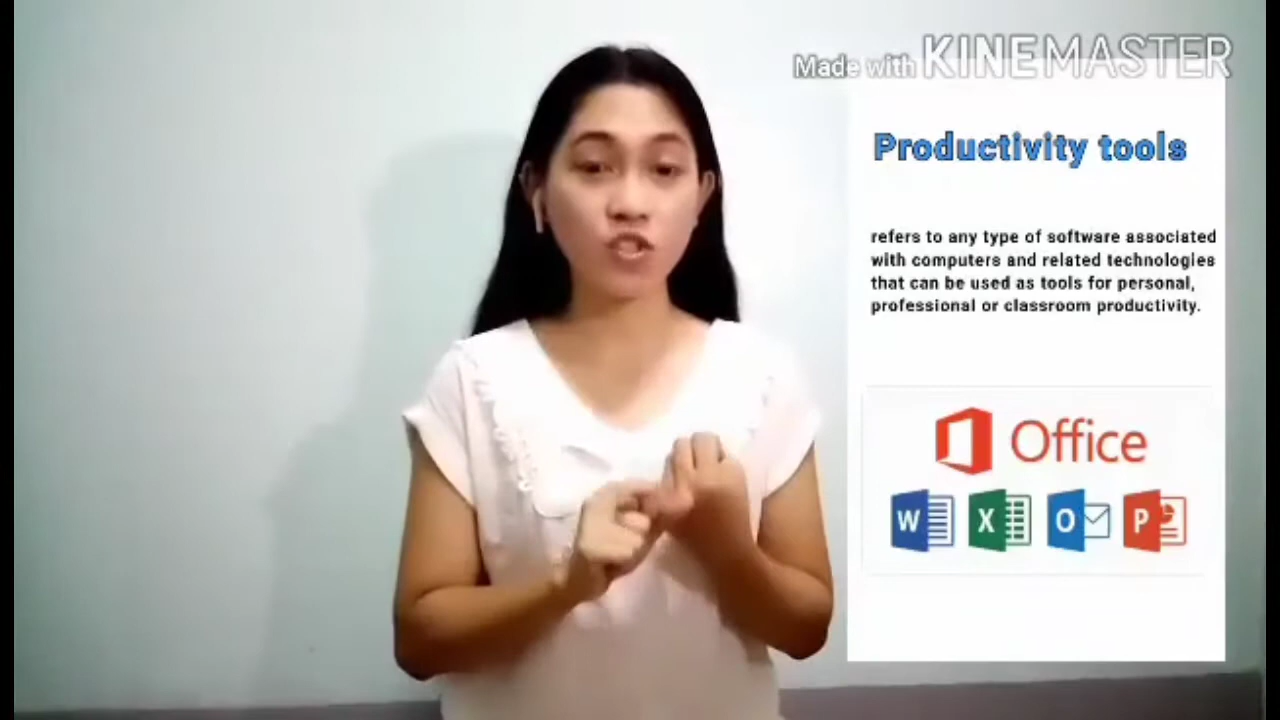 Made with KINEMASTER
Productivity tools
refers to any type of software associated
with computers and related technologies
that can be used as tools for personal,
professional or classroom productivity.
Office
W X O P